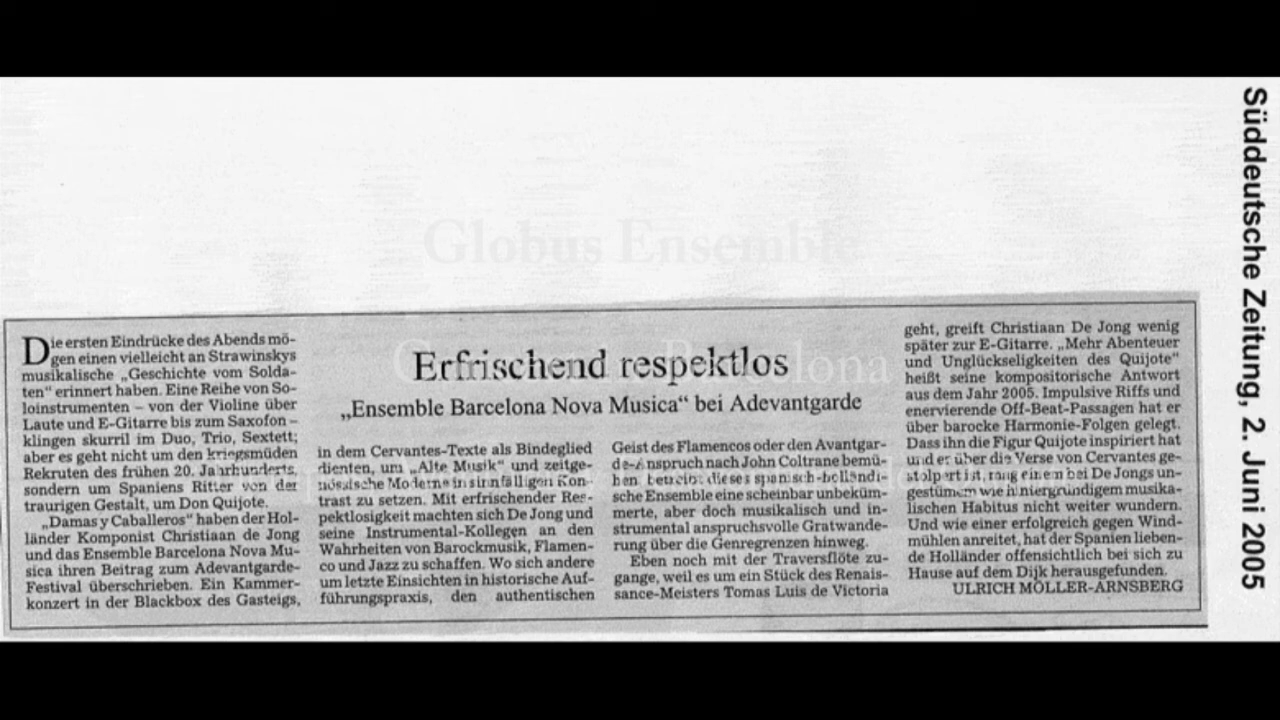 Süddeutsche Zeitung, 2. Juni 2005
Globus Ensemble
Erfrischend respektlos
„Ensemble Barcelona Nova Musica“ bei Adevantgarde
Die ersten Eindrücke des Abends mö-
gen einen vielleicht an Strawinskys
musikalische „Geschichte vom Solda-
ten“ erinnert haben. Eine Reihe von So-
loinstrumenten – von der Violine über
Laute und E-Gitarre bis zum Saxofon –
klingen skurril im Duo, Trio, Sextett;
aber es geht nicht um den kriegsmüden
Rekruten des frühen 20. Jahrhunderts,
sondern um Spaniens Ritter von der
traurigen Gestalt, um Don Quijote.
„Damas y Caballeros“ haben der Hol-
länder Komponist Christiaan de Jong
und das Ensemble Barcelona Nova Mu-
sica ihren Beitrag zum Adevantgarde-
Festival überschrieben. Ein Kammer-
konzert in der Blackbox des Gasteigs,
in dem Cervantes-Texte als Bindeglied
dienten, um „Alte Musik“ und zeitge-
nössische Moderne in sinnfälligen Kon-
trast zu setzen. Mit erfrischender Res-
pektlosigkeit machten sich De Jong und
seine Instrumental-Kollegen an den
Wahrheiten von Barockmusik, Flamen-
co und Jazz zu schaffen. Wo sich andere
um letzte Einsichten in historische Auf-
führungspraxis, den authentischen
Geist des Flamencos oder den Avantgar-
de-Anspruch nach John Coltrane bemü-
hen, betreibt dieses spanisch-holländi-
sche Ensemble eine scheinbar unbeküm-
merte, aber doch musikalisch und in-
strumental anspruchsvolle Gratwande-
rung über die Genregrenzen hinweg.
Eben noch mit der Traversflöte zu-
gange, weil es um ein Stück des Renais-
sance-Meisters Tomas Luis de Victoria
geht, greift Christiaan De Jong wenig
später zur E-Gitarre. „Mehr Abenteuer
und Unglückseligkeiten des Quijote“
heißt seine kompositorische Antwort
aus dem Jahr 2005. Impulsive Riffs und
enervierende Off-Beat-Passagen hat er
über barocke Harmonie-Folgen gelegt.
Dass ihn die Figur Quijote inspiriert hat
und er über die Verse von Cervantes ge-
stolpert ist, mag einem bei De Jongs un-
gestümem wie hintergründigem musika-
lischen Habitus nicht weiter wundern.
Und wie einer erfolgreich gegen Wind-
mühlen anreitet, hat der Spanien lieben-
de Holländer offensichtlich bei sich zu
Hause auf dem Dijk herausgefunden.
ULRICH MÖLLER-ARNSBERG